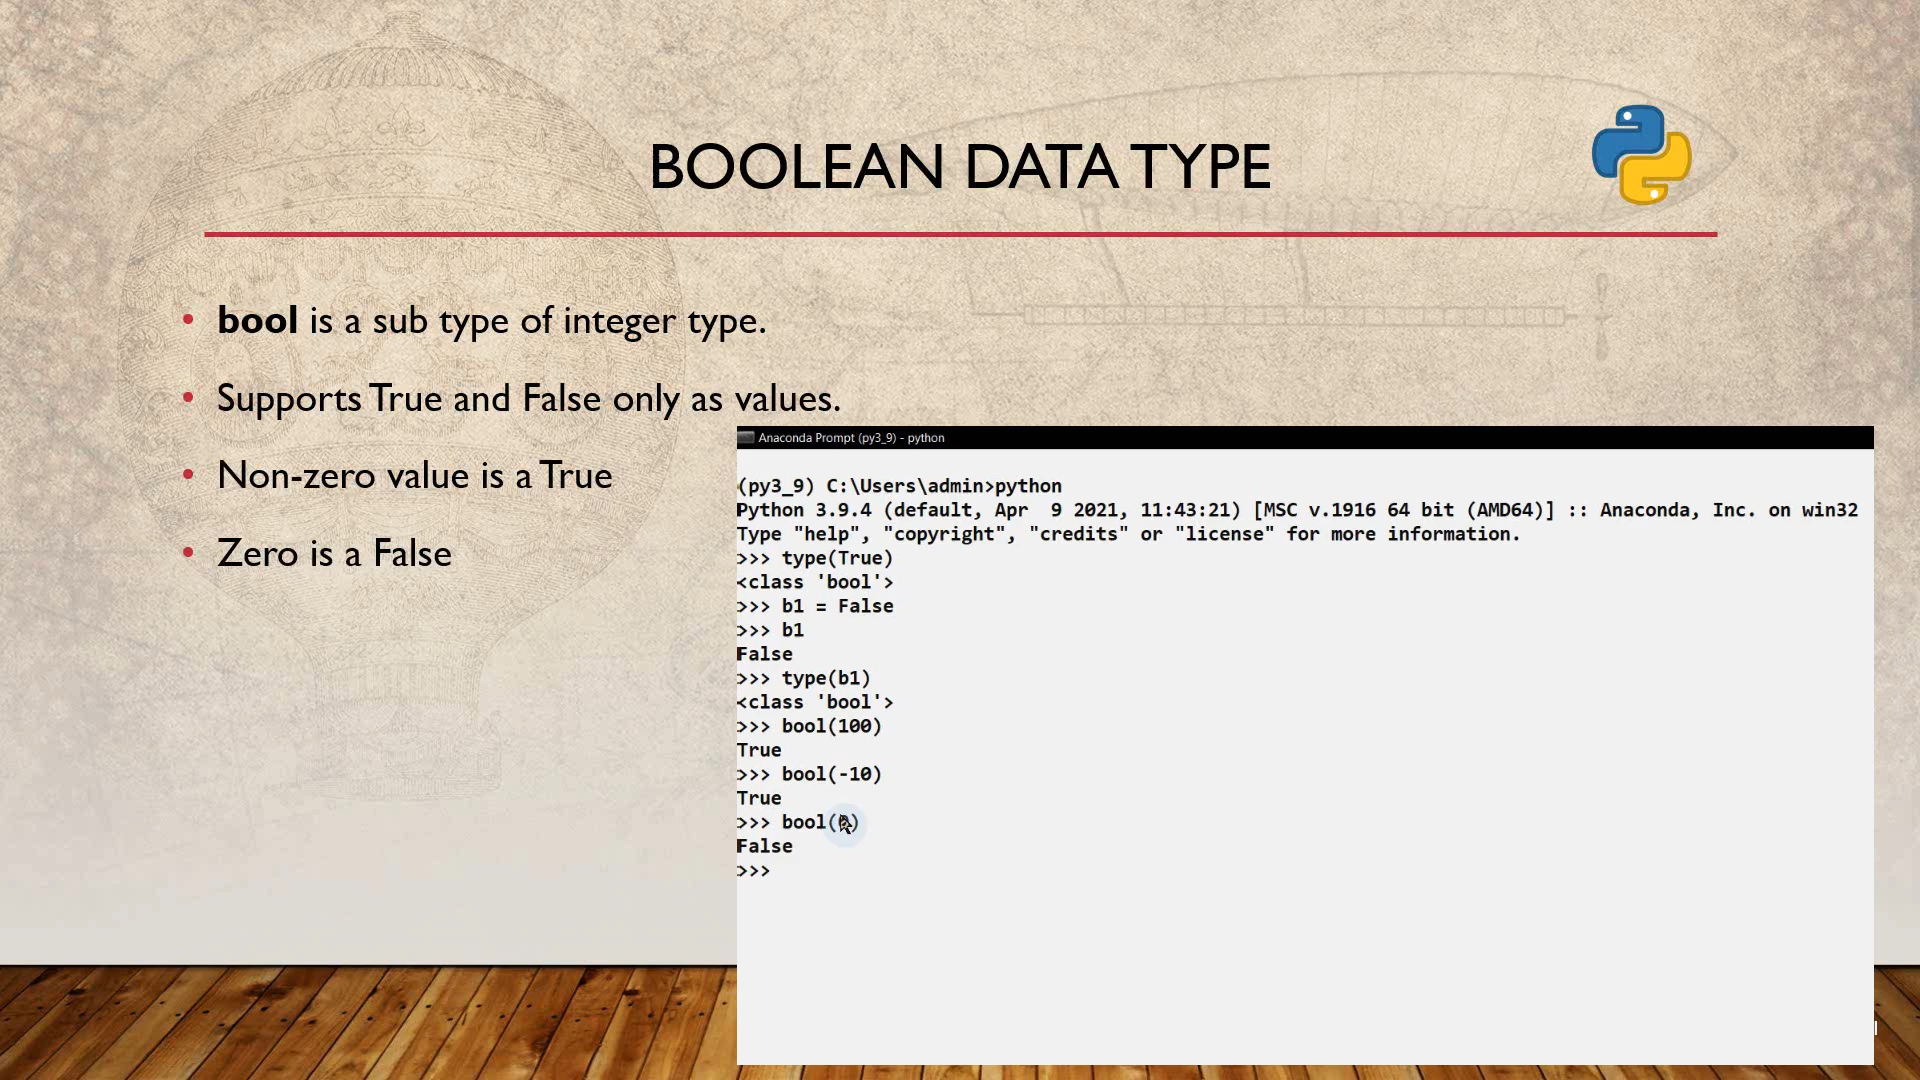 BOOLEAN DATA TYPE
• bool is a sub type of integer type.
• Supports True and False only as values.
• Non-zero value is a True
• Zero is a False
Anaconda Prompt (py3_9) - python
(py3_9) C:\Users\admin>python
Python 3.9.4 (default, Apr  9 2021, 11:43:21) [MSC v.1916 64 bit (AMD64)] :: Anaconda, Inc. on win32
Type "help", "copyright", "credits" or "license" for more information.
>>> type(True)
<class 'bool'>
>>> b1 = False
>>> b1
False
>>> type(b1)
<class 'bool'>
>>> bool(100)
True
>>> bool(-10)
True
>>> bool(0)
False
>>>